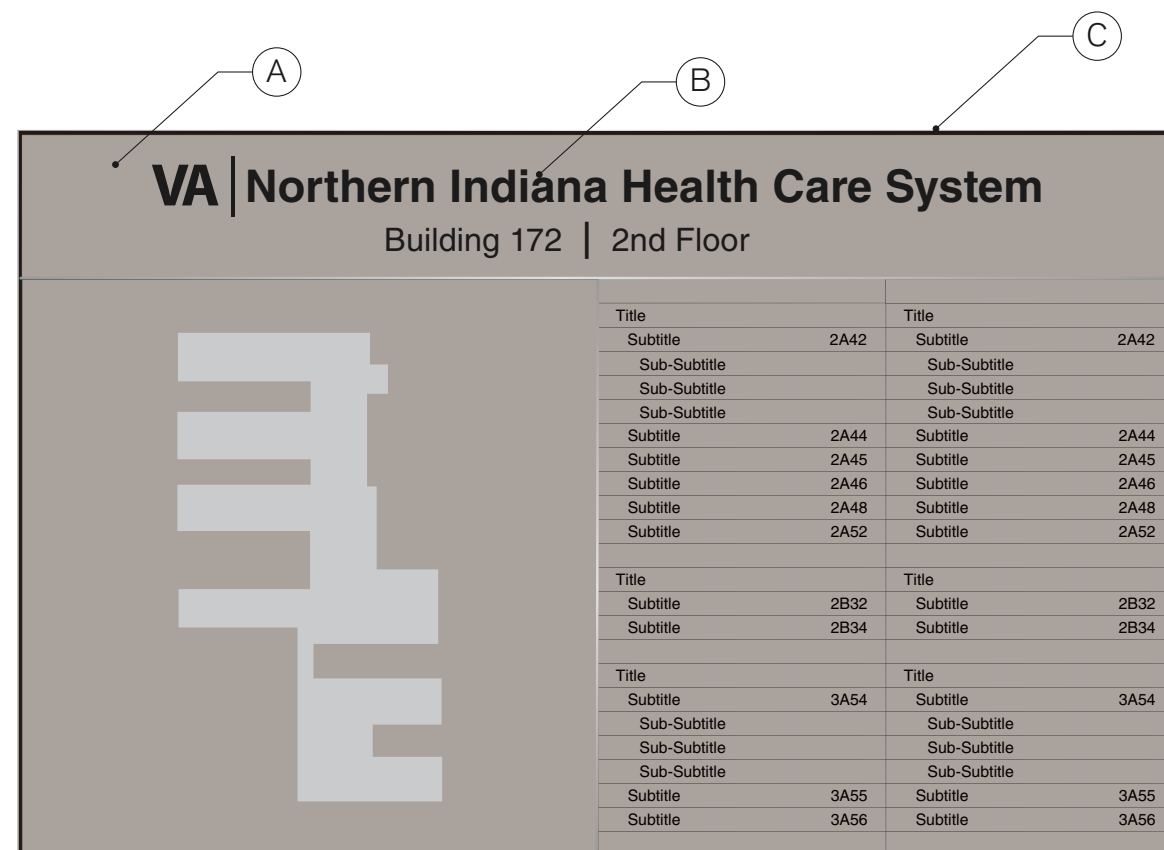 A
B
C
VA | Northern Indiana Health Care System
Building 172 | 2nd Floor
Title
Subtitle 2A42
Sub-Subtitle
Sub-Subtitle
Sub-Subtitle
Subtitle 2A44
Subtitle 2A45
Subtitle 2A46
Subtitle 2A48
Subtitle 2A52
Title
Subtitle 2B32
Subtitle 2B34
Title
Subtitle 3A54
Sub-Subtitle
Sub-Subtitle
Sub-Subtitle
Subtitle 3A55
Subtitle 3A56
Title
Subtitle 2A42
Sub-Subtitle
Sub-Subtitle
Sub-Subtitle
Subtitle 2A44
Subtitle 2A45
Subtitle 2A46
Subtitle 2A48
Subtitle 2A52
Title
Subtitle 2B32
Subtitle 2B34
Title
Subtitle 3A54
Sub-Subtitle
Sub-Subtitle
Sub-Subtitle
Subtitle 3A55
Subtitle 3A56